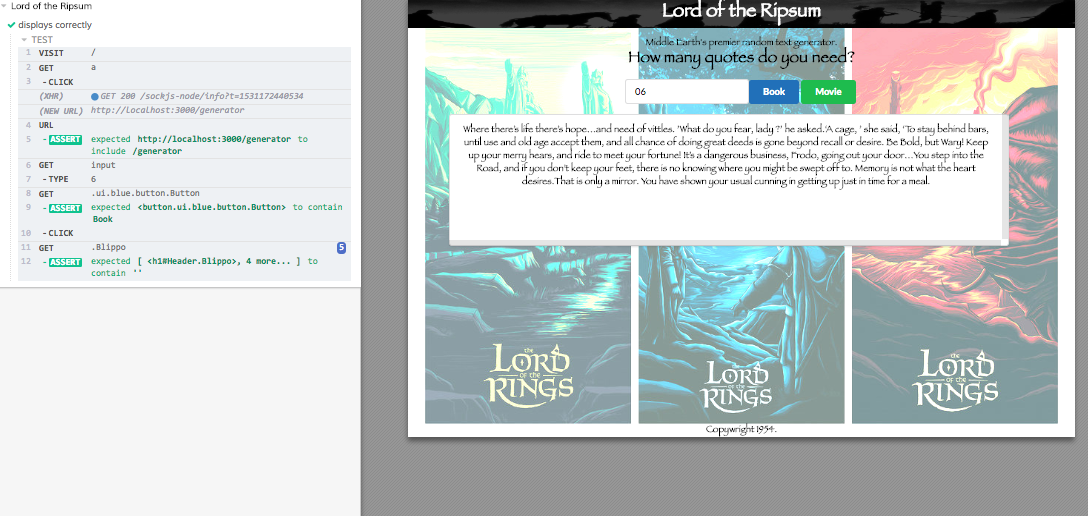 Lord of the Ripsum
displays correctly
TEST
1 VISIT /
2 GET a
3 -CLICK
(XHR) GET 200 /sockjs-node/info?t=1531172440534
(NEW URL) http://localhost:3000/generator
4 URL
5 -ASSERT expected http://localhost:3000/generator to
include /generator
6 GET input
7 -TYPE 6
8 GET .ui.blue.button.Button
9 -ASSERT expected <button.ui.blue.button.Button> to contain
Book
10 -CLICK
11 GET .Blippo 5
12 -ASSERT expected [ <h1#Header.Blippo>, 4 more... ] to
contain ''
Lord of the Ripsum
Middle Earth's premier random text generator.
How many quotes do you need?
06 Book Movie
Where there's life there's hope...and need of vittles. 'What do you fear, lady ?' he asked.'A cage, ' she said, 'To stay behind bars,
until use and old age accept them, and all chance of doing great deeds is gone beyond recall or desire. Be Bold, but Wary! Keep
up your merry hears, and ride to meet your fortune! It's a dangerous business, Frodo, going out your door...You step into the
Road, and if you don't keep your feet, there is no knowing where you might be swept off to. Memory is not what the heart
desires.That is only a mirror. You have shown your usual cunning in getting up just in time for a meal.
the
LORD
OF THE
RINGS
the
LORD
OF THE
RINGS
the
LORD
OF THE
RINGS
Copywright 1954.